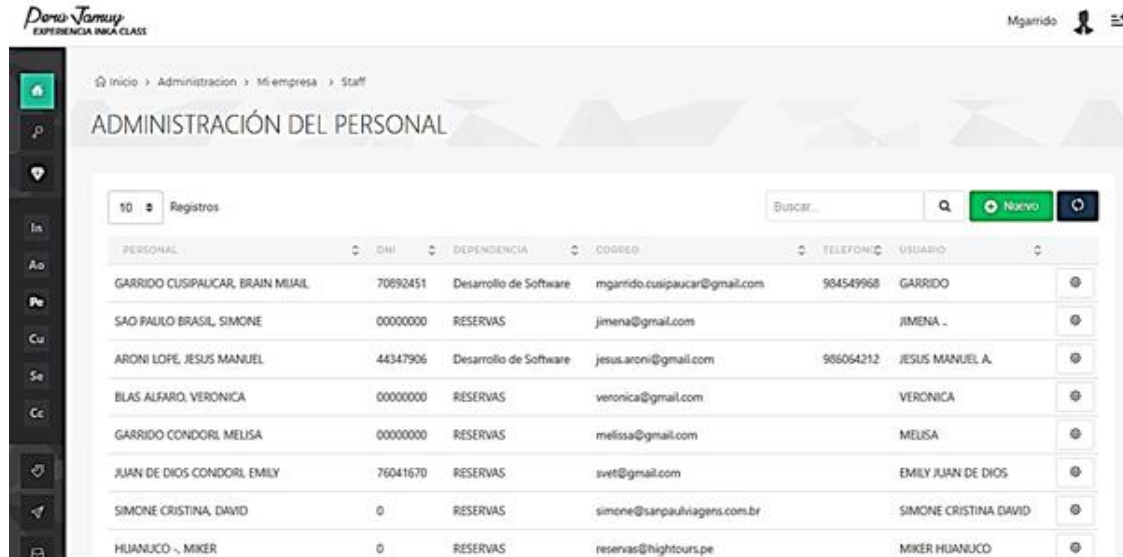 Perú Jamuy
EXPERIENCIA INKA CLASS
Mgarrido
Inicio > Administracion > Mi empresa > Staff
ADMINISTRACIÓN DEL PERSONAL
10 Registros Buscar... Nuevo
PERSONAL DNI DEPENDENCIA CORREO TELEFONO USUARIO
GARRIDO CUSIPAUCAR, BRAIN MIJAIL 70892451 Desarrollo de Software mgarrido.cusipaucar@gmail.com 984549968 GARRIDO
SAO PAULO BRASIL, SIMONE 00000000 RESERVAS jimena@gmail.com JIMENA .
ARONI LOPE, JESUS MANUEL 44347906 Desarrollo de Software jesus.aroni@gmail.com 986064212 JESUS MANUEL A.
BLAS ALFARO, VERONICA 00000000 RESERVAS veronica@gmail.com VERONICA
GARRIDO CONDORI, MELISA 00000000 RESERVAS melissa@gmail.com MELISA
JUAN DE DIOS CONDORI, EMILY 76041670 RESERVAS svet@gmail.com EMILY JUAN DE DIOS
SIMONE CRISTINA, DAVID 0 RESERVAS simone@sanpaulviagens.com.br SIMONE CRISTINA DAVID
HUANUCO -, MIKER 0 RESERVAS reservas@hightours.pe MIKER HUANUCO
In
Ao
Pe
Cu
Se
Cc